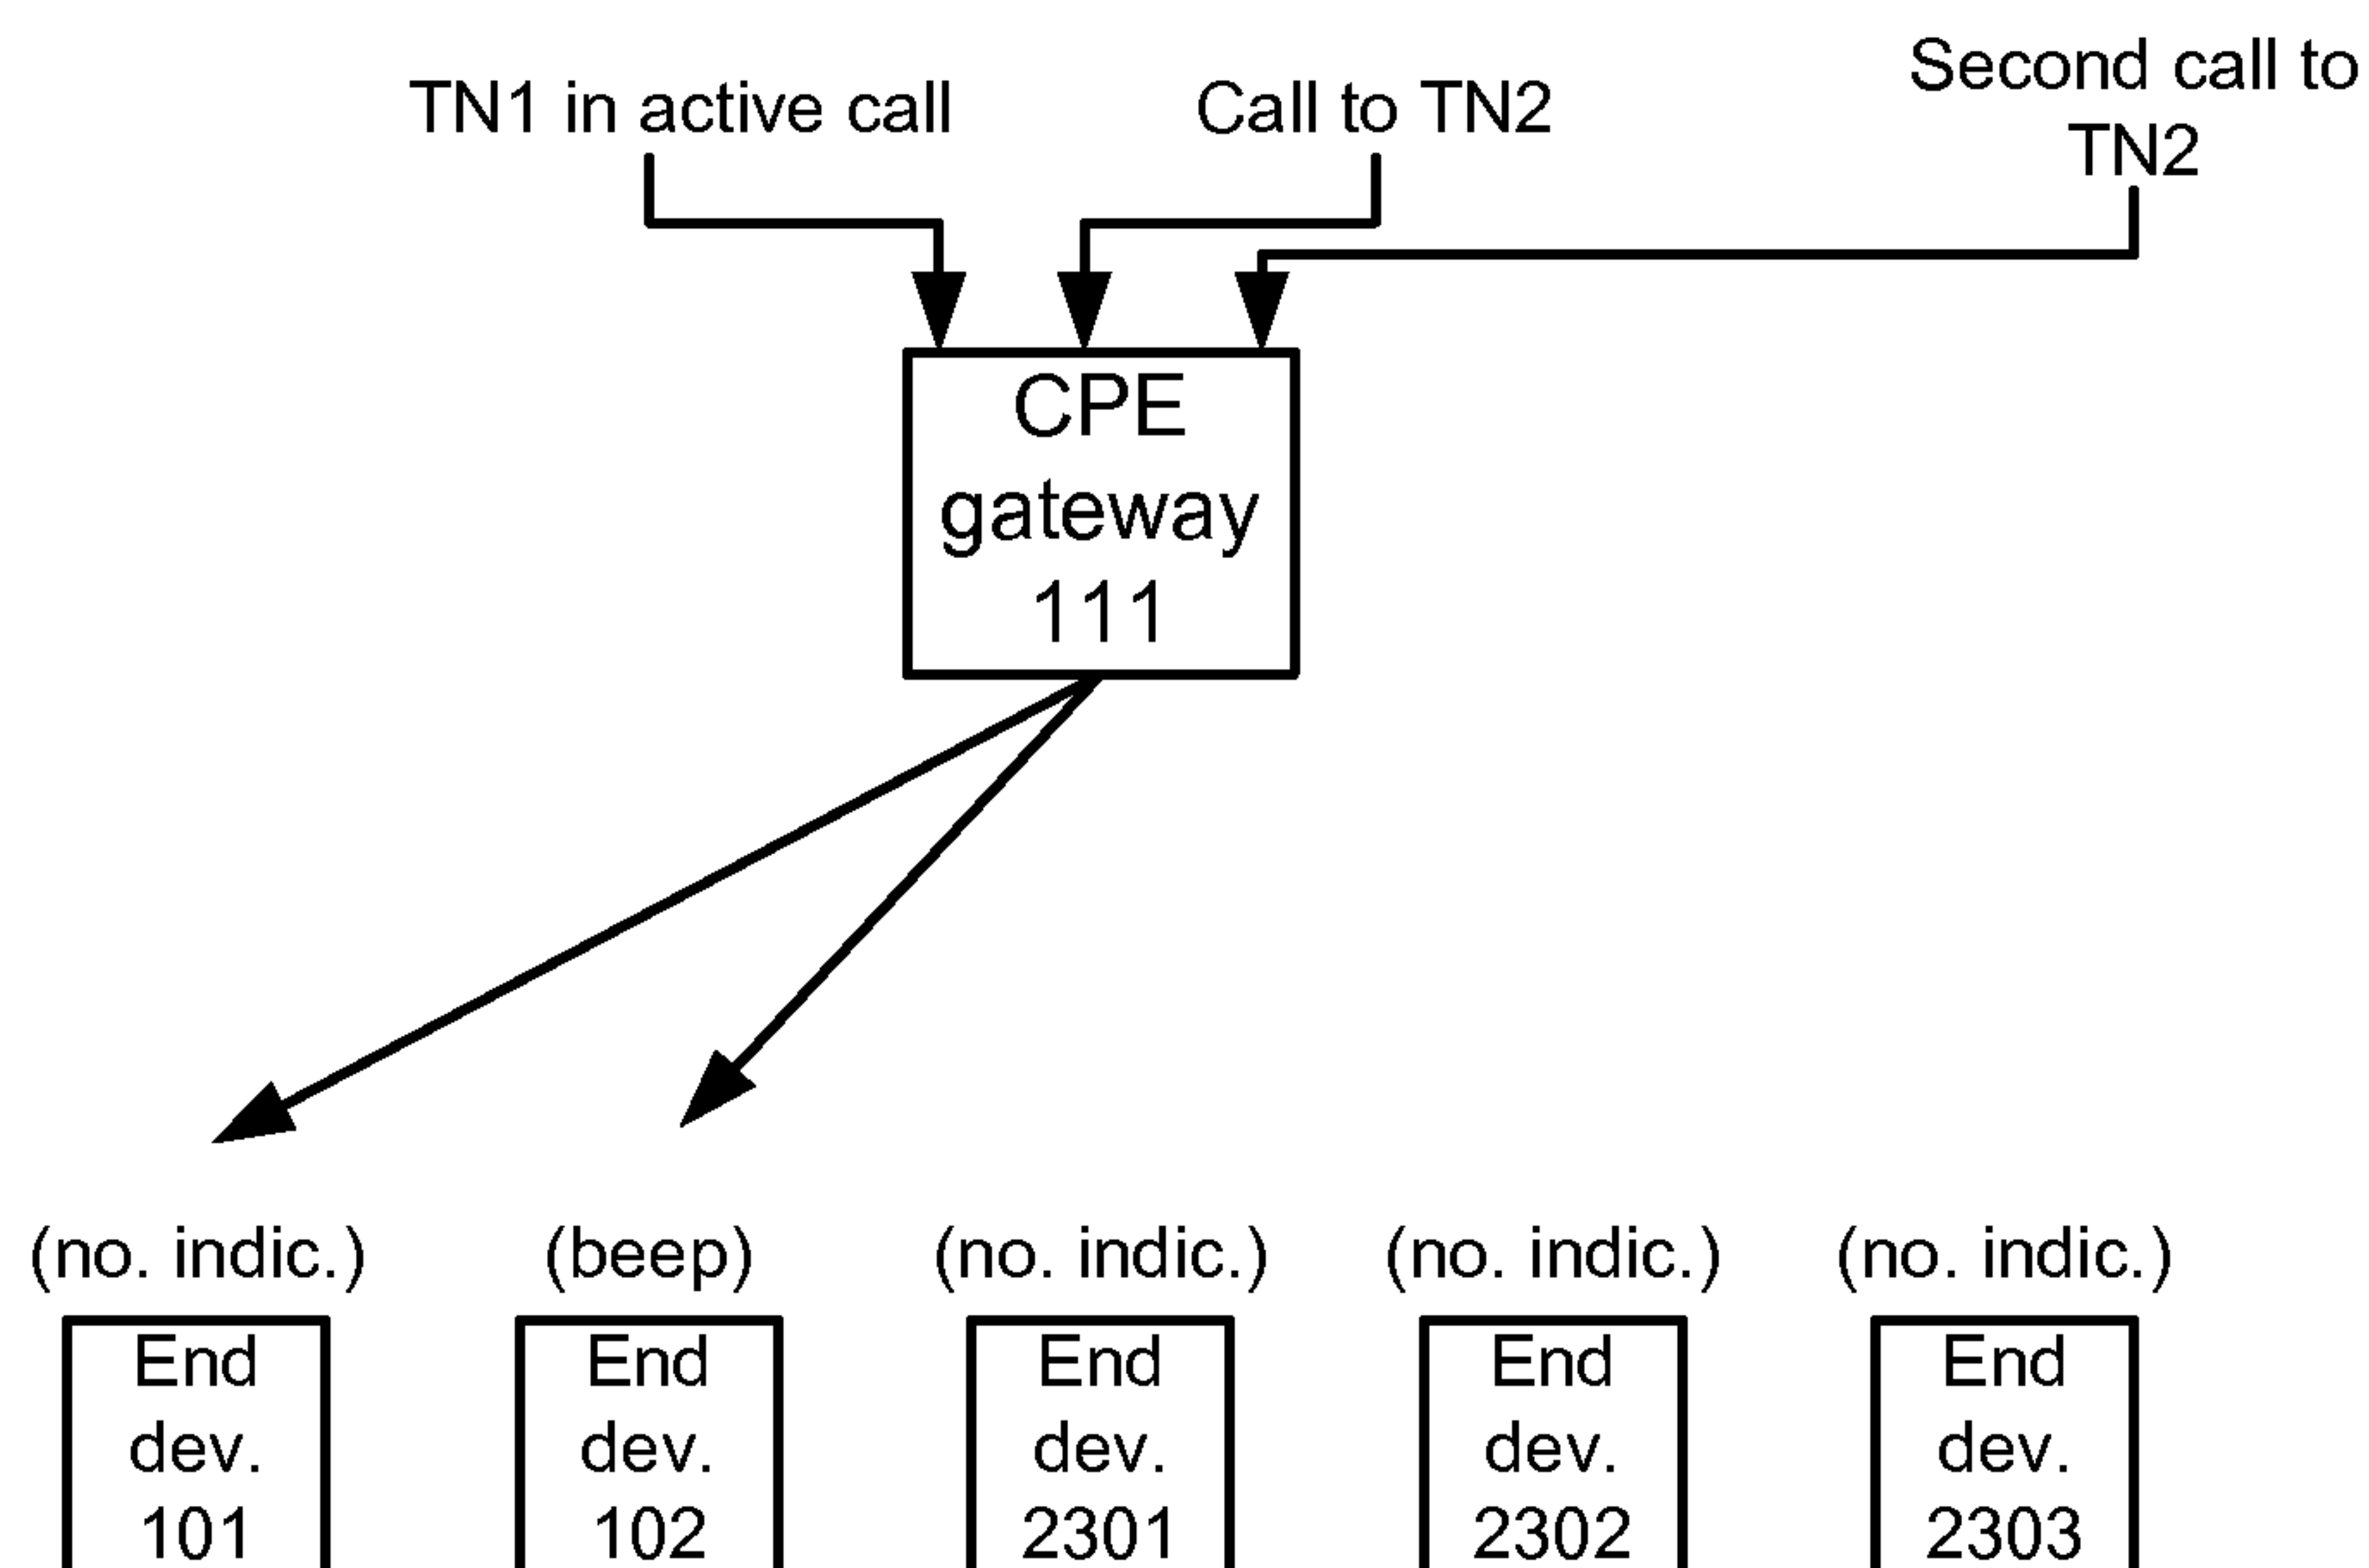 TN1 in active call
Call to TN2
Second call to
TN2
CPE
gateway
111
(no. indic.)
(beep)
(no. indic.)
(no. indic.)
(no. indic.)
End
dev.
101
End
dev.
102
End
dev.
2301
End
dev.
2302
End
dev.
2303